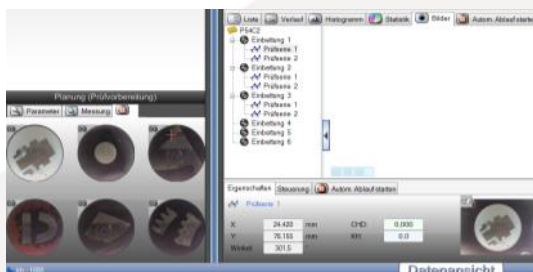 Liste Verlauf Histogramm Statistik Bilder Autom. Ablauf starten
P54C2
Einbettung 1
Prüfserie 1
Prüfserie 2
Einbettung 2
Prüfserie 1
Prüfserie 2
Einbettung 3
Prüfserie 1
Prüfserie 2
Einbettung 4
Einbettung 5
Einbettung 6
Planung (Prüfvorbereitung)
Parameter Messung
Eigenschaften Steuerung Autom. Ablauf starten
Prüfserie 1
X 24,420 mm CHD: 0,000
Y 76,150 mm KH: 0,0
Winkel: 301,5 °
Datenansicht